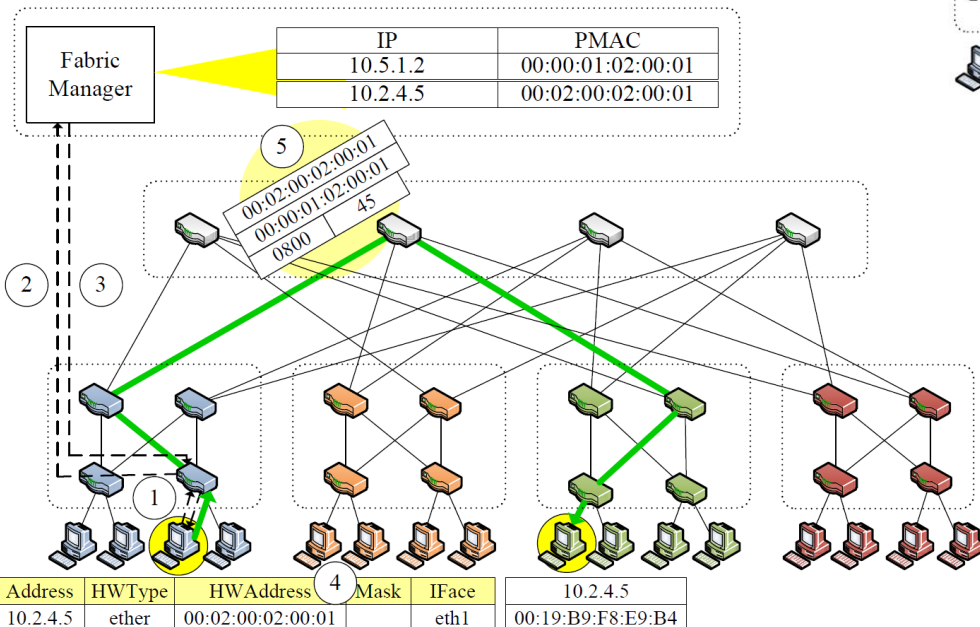 Fabric
Manager
IP PMAC
10.5.1.2 00:00:01:02:00:01
10.2.4.5 00:02:00:02:00:01
5
00:02:00:02:00:01
00:00:01:02:00:01
0800 45
2 3
1
4
Address HWType HWAddress Mask IFace
10.2.4.5 ether 00:02:00:02:00:01 eth1
10.2.4.5
00:19:B9:F8:E9:B4